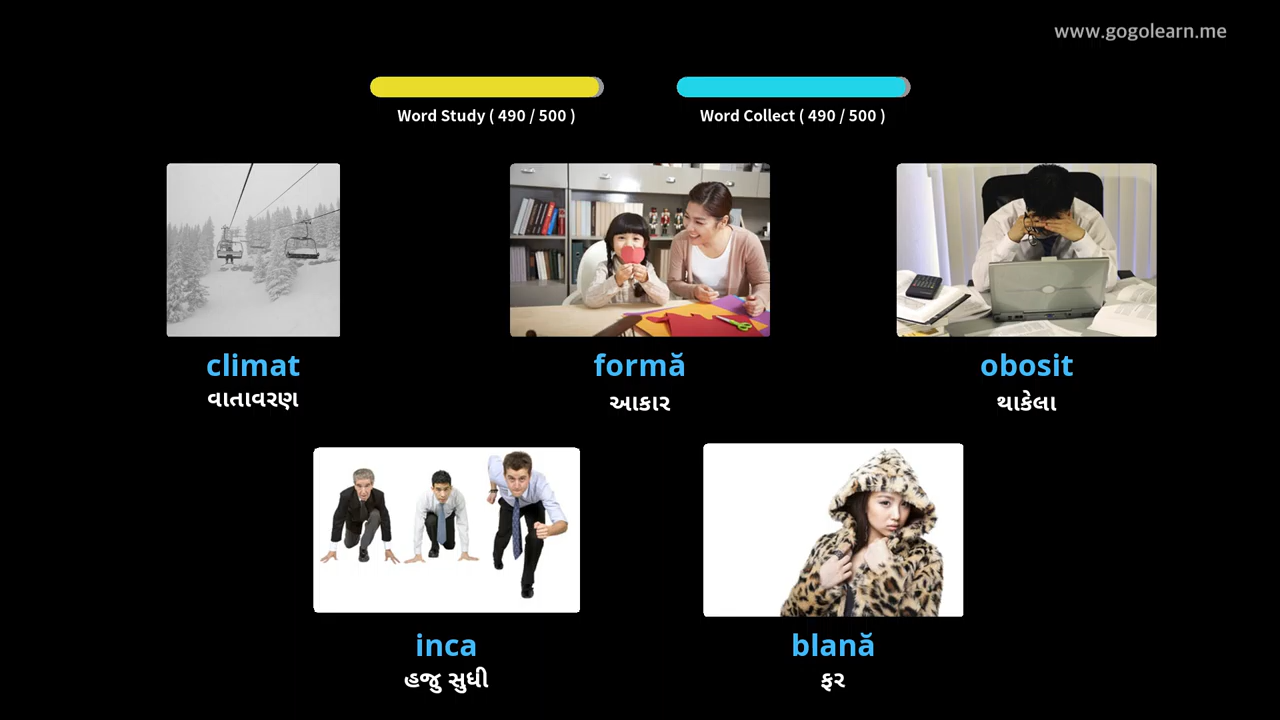 www.gogolearn.me
Word Study ( 490 / 500 )
Word Collect ( 490 / 500 )
climat
formă
obosit
વાતાવરણ
આકાર
થાકેલા
inca
blană
હજુ સુધી
ફર